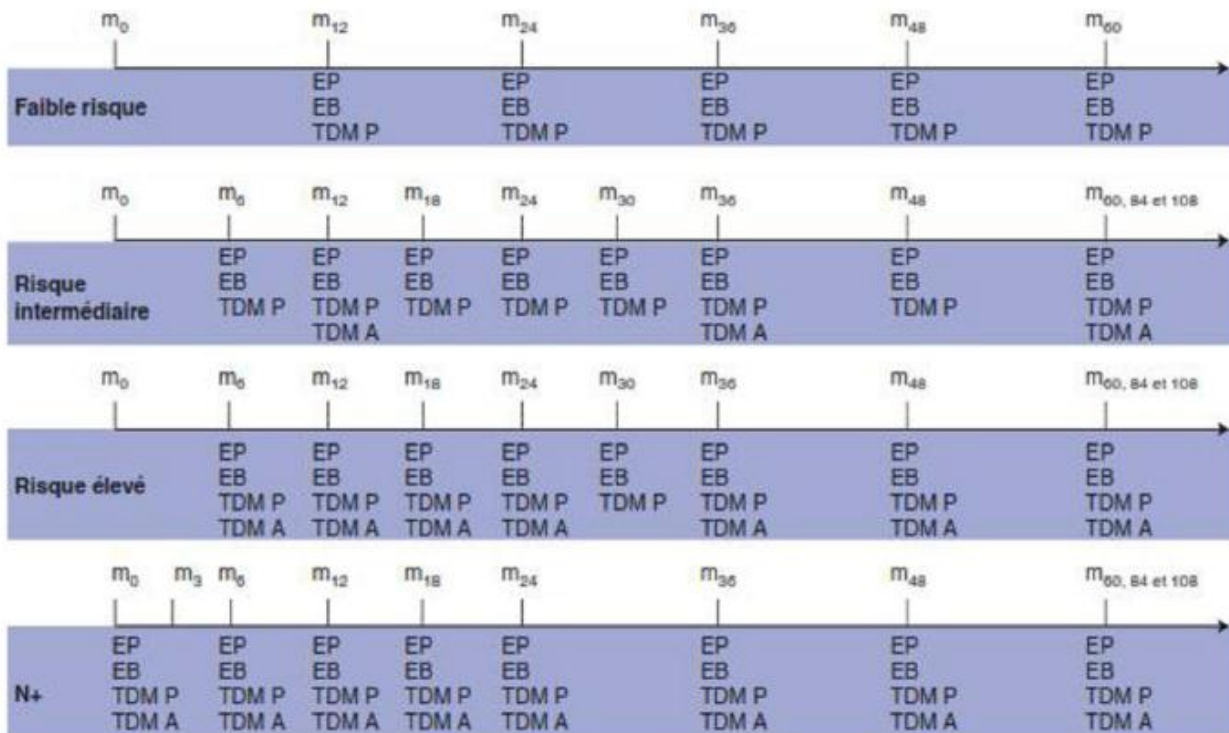 m0 m12 m24 m36 m48 m60
Faible risque
EP EP EP EP EP
EB EB EB EB EB
TDM P TDM P TDM P TDM P TDM P
m0 m6 m12 m18 m24 m30 m36 m48 m60, 84 et 108
Risque intermédiaire
EP EP EP EP EP EP EP EP
EB EB EB EB EB EB EB EB
TDM P TDM P TDM P TDM P TDM P TDM P TDM P TDM P
TDM A TDM A TDM A
m0 m6 m12 m18 m24 m30 m36 m48 m60, 84 et 108
Risque élevé
EP EP EP EP EP EP EP EP
EB EB EB EB EB EB EB EB
TDM P TDM P TDM P TDM P TDM P TDM P TDM P TDM P
TDM A TDM A TDM A TDM A TDM A TDM A TDM A
m0 m3 m6 m12 m18 m24 m36 m48 m60, 84 et 108
N+
EP EP EP EP EP EP EP EP
EB EB EB EB EB EB EB EB
TDM P TDM P TDM P TDM P TDM P TDM P TDM P TDM P
TDM A TDM A TDM A TDM A TDM A TDM A TDM A TDM A